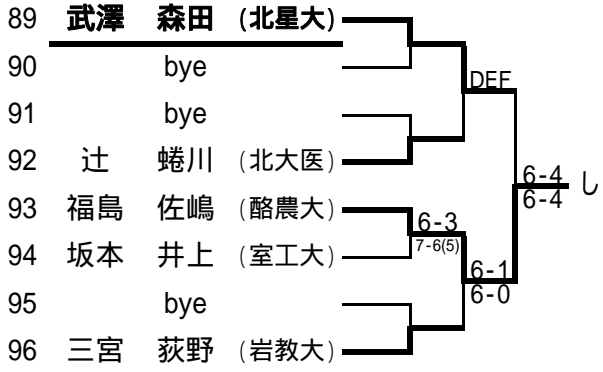 89 武澤 森田 (北星大)
90 bye
DEF
91 bye
92 辻 蜷川 (北大医)
6-4 し
6-4
93 福島 佐嶋 (酪農大)
6-3
7-6(5)
94 坂本 井上 (室工大)
6-1
6-0
95 bye
96 三宮 荻野 (岩教大)